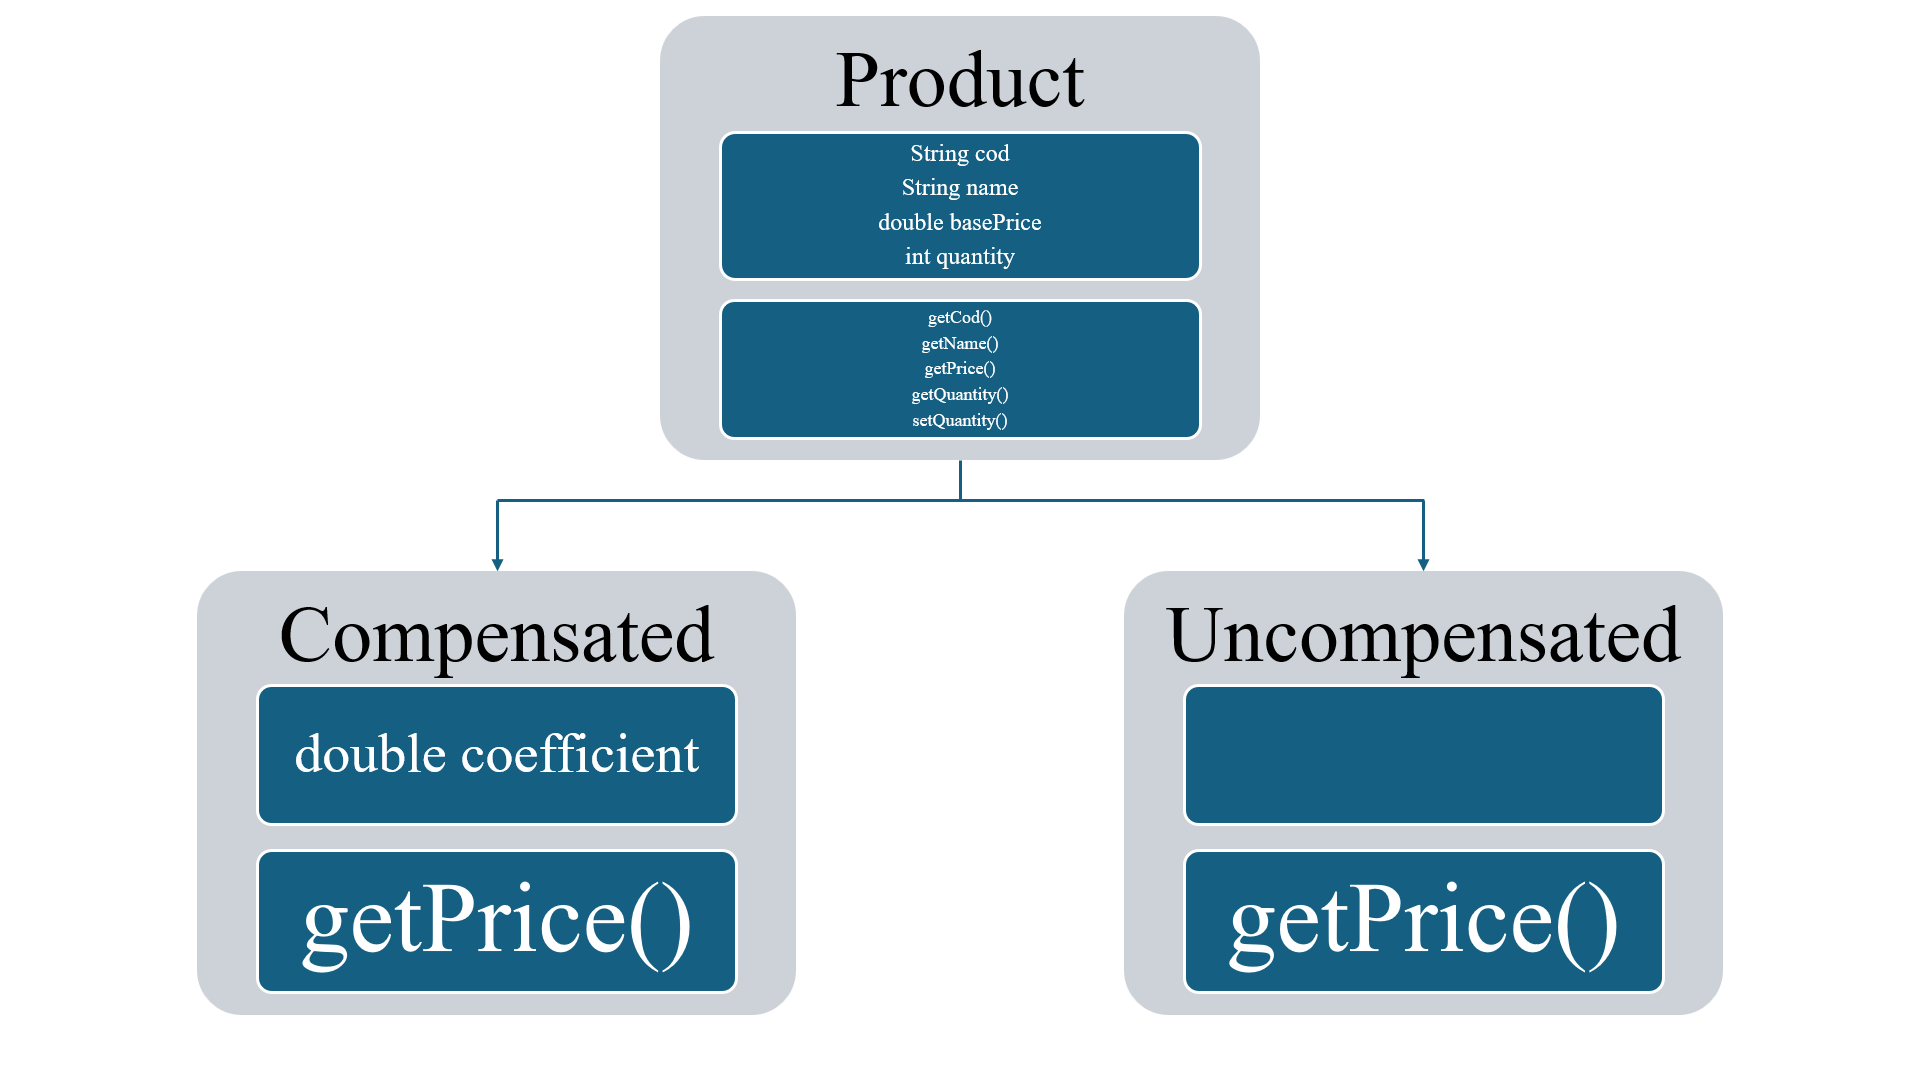 Product
String cod
String name
double basePrice
int quantity
getCod()
getName()
getPrice()
getQuantity()
setQuantity()
Compensated
double coefficient
getPrice()
Uncompensated
getPrice()